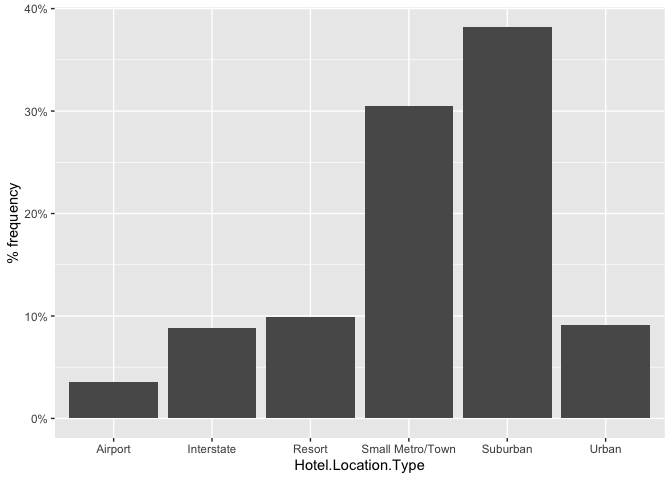 40%
30%
20%
10%
0%
% frequency
Airport Interstate Resort Small Metro/Town Suburban Urban
Hotel.Location.Type